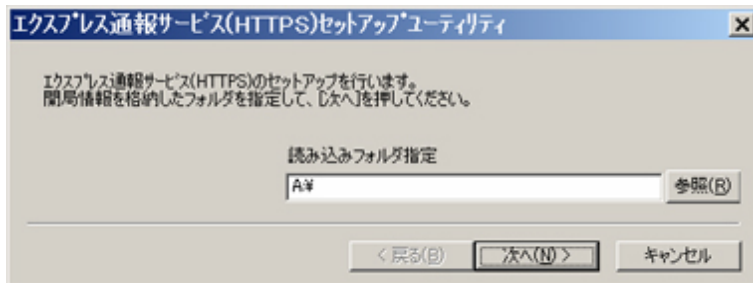 ｴｸｽﾌﾟﾚｽ通報ｻｰﾋﾞｽ(HTTPS)ｾｯﾄｱｯﾌﾟﾕｰﾃｨﾘﾃｨ
ｴｸｽﾌﾟﾚｽ通報ｻｰﾋﾞｽ(HTTPS)のｾｯﾄｱｯﾌﾟを行います。
開局情報を格納したフォルダを指定して、[次へ]を押してください。
読み込みフォルダ指定
A:¥ 参照(R)
< 戻る(B) 次へ(N) > キャンセル